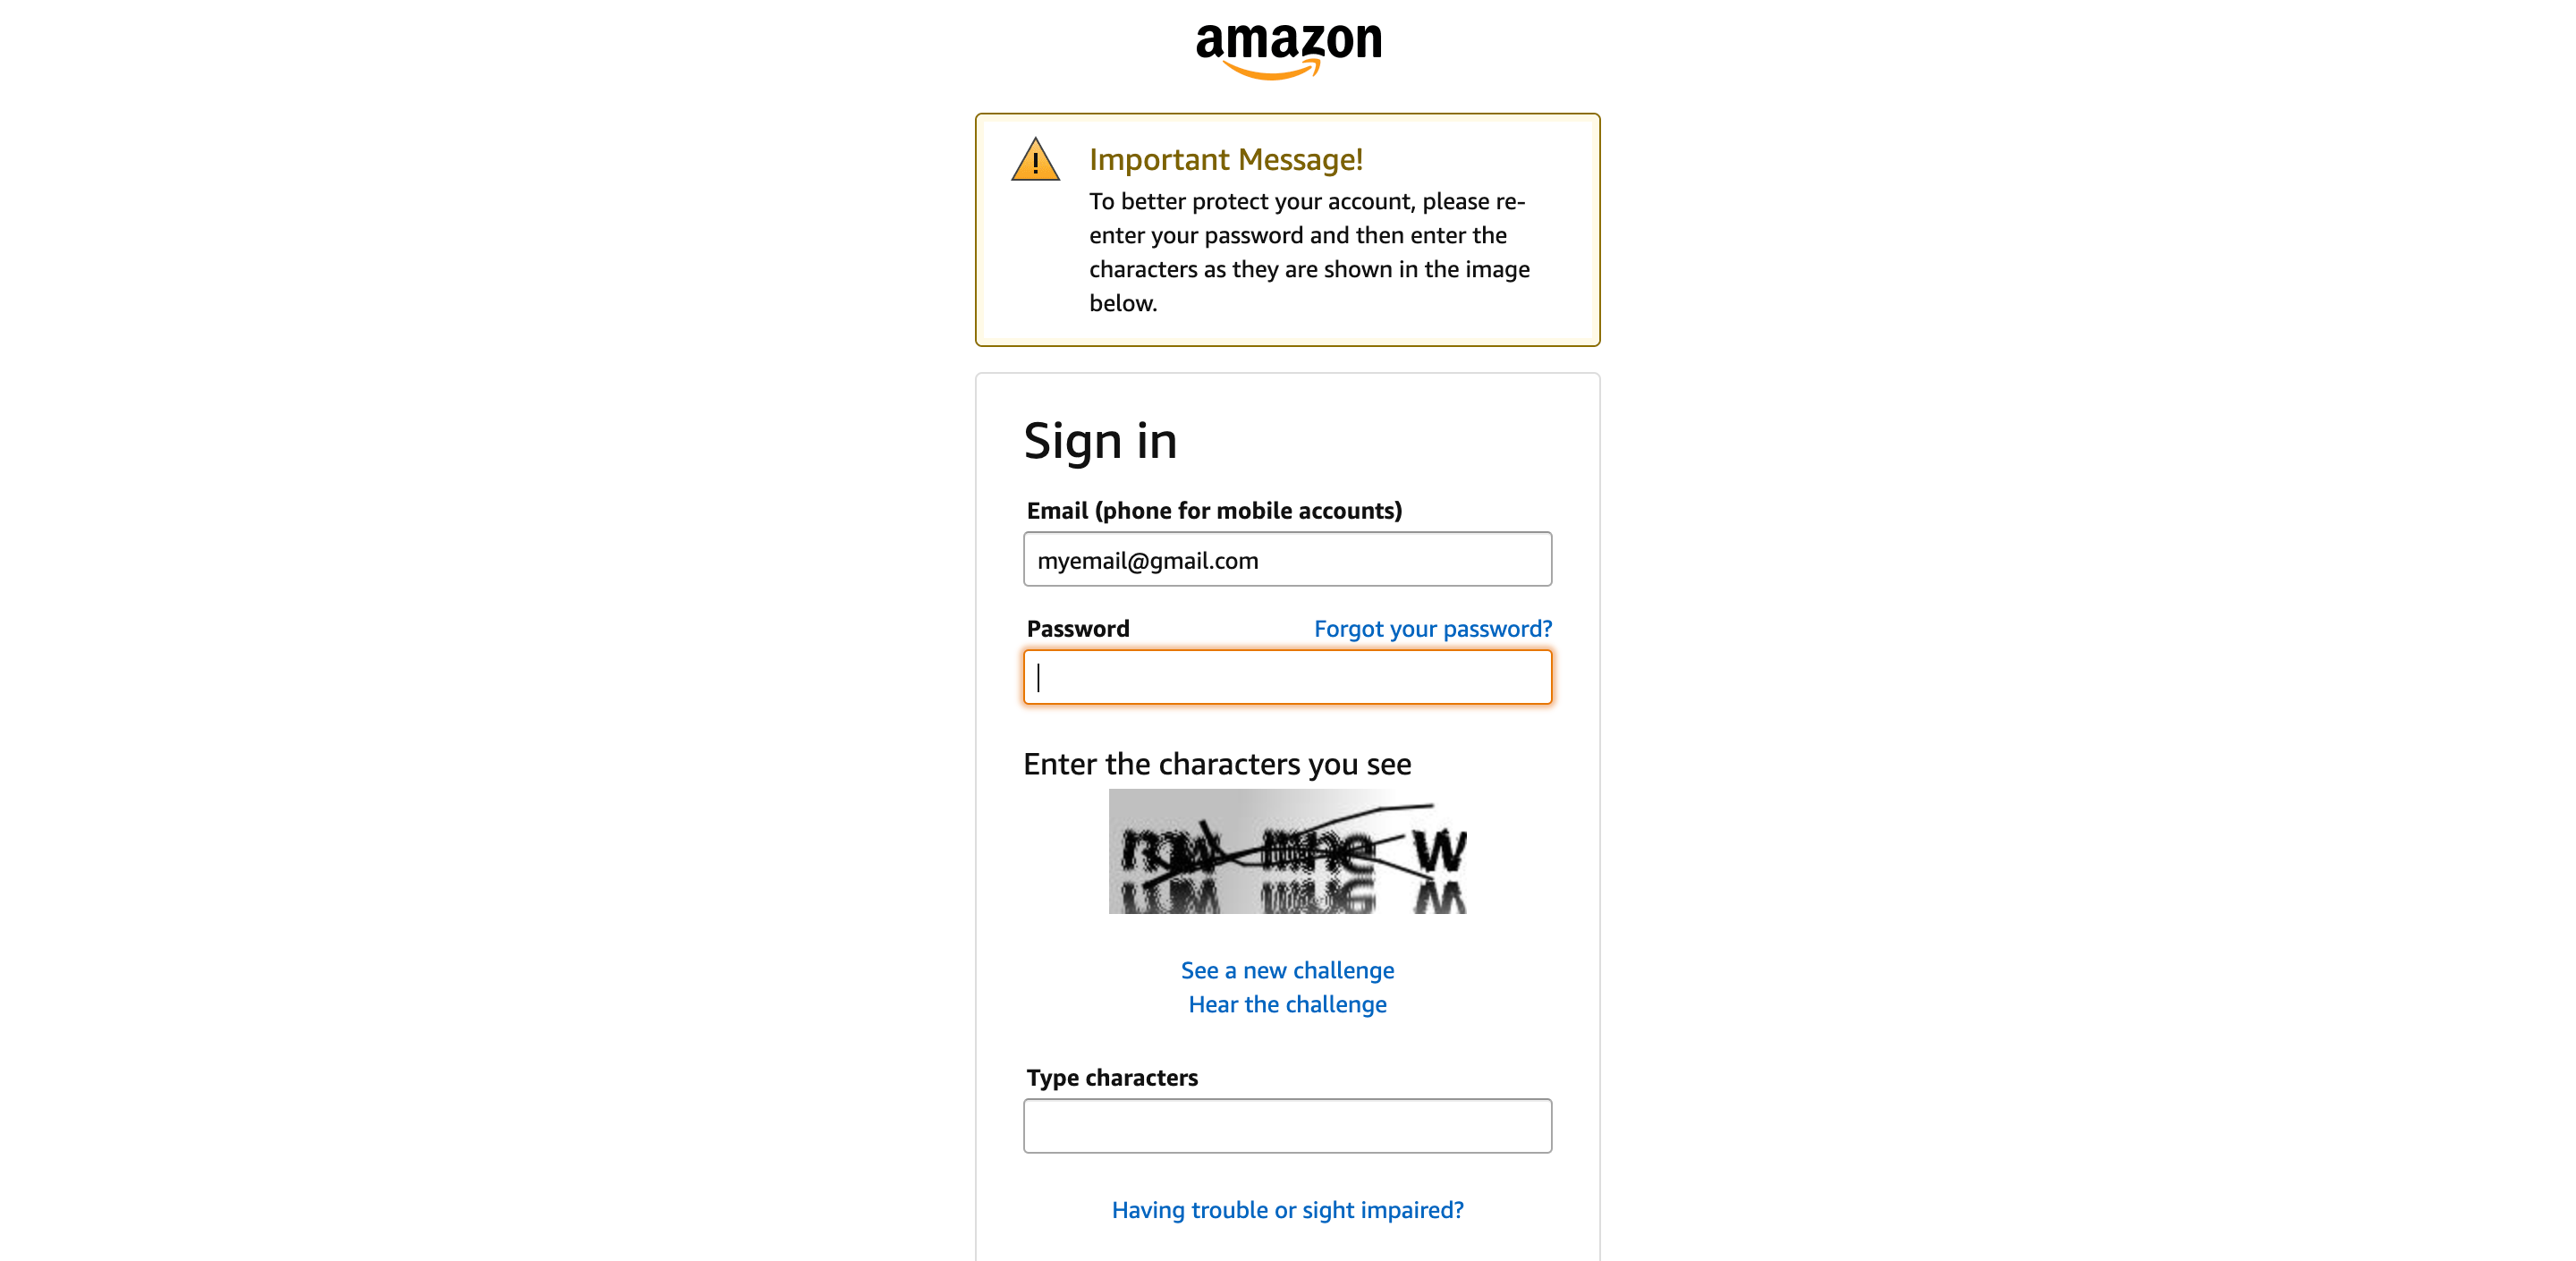 amazon
Important Message!
To better protect your account, please re-
enter your password and then enter the
characters as they are shown in the image
below.
Sign in
Email (phone for mobile accounts)
myemail@gmail.com
Password Forgot your password?
Enter the characters you see
See a new challenge
Hear the challenge
Type characters
Having trouble or sight impaired?